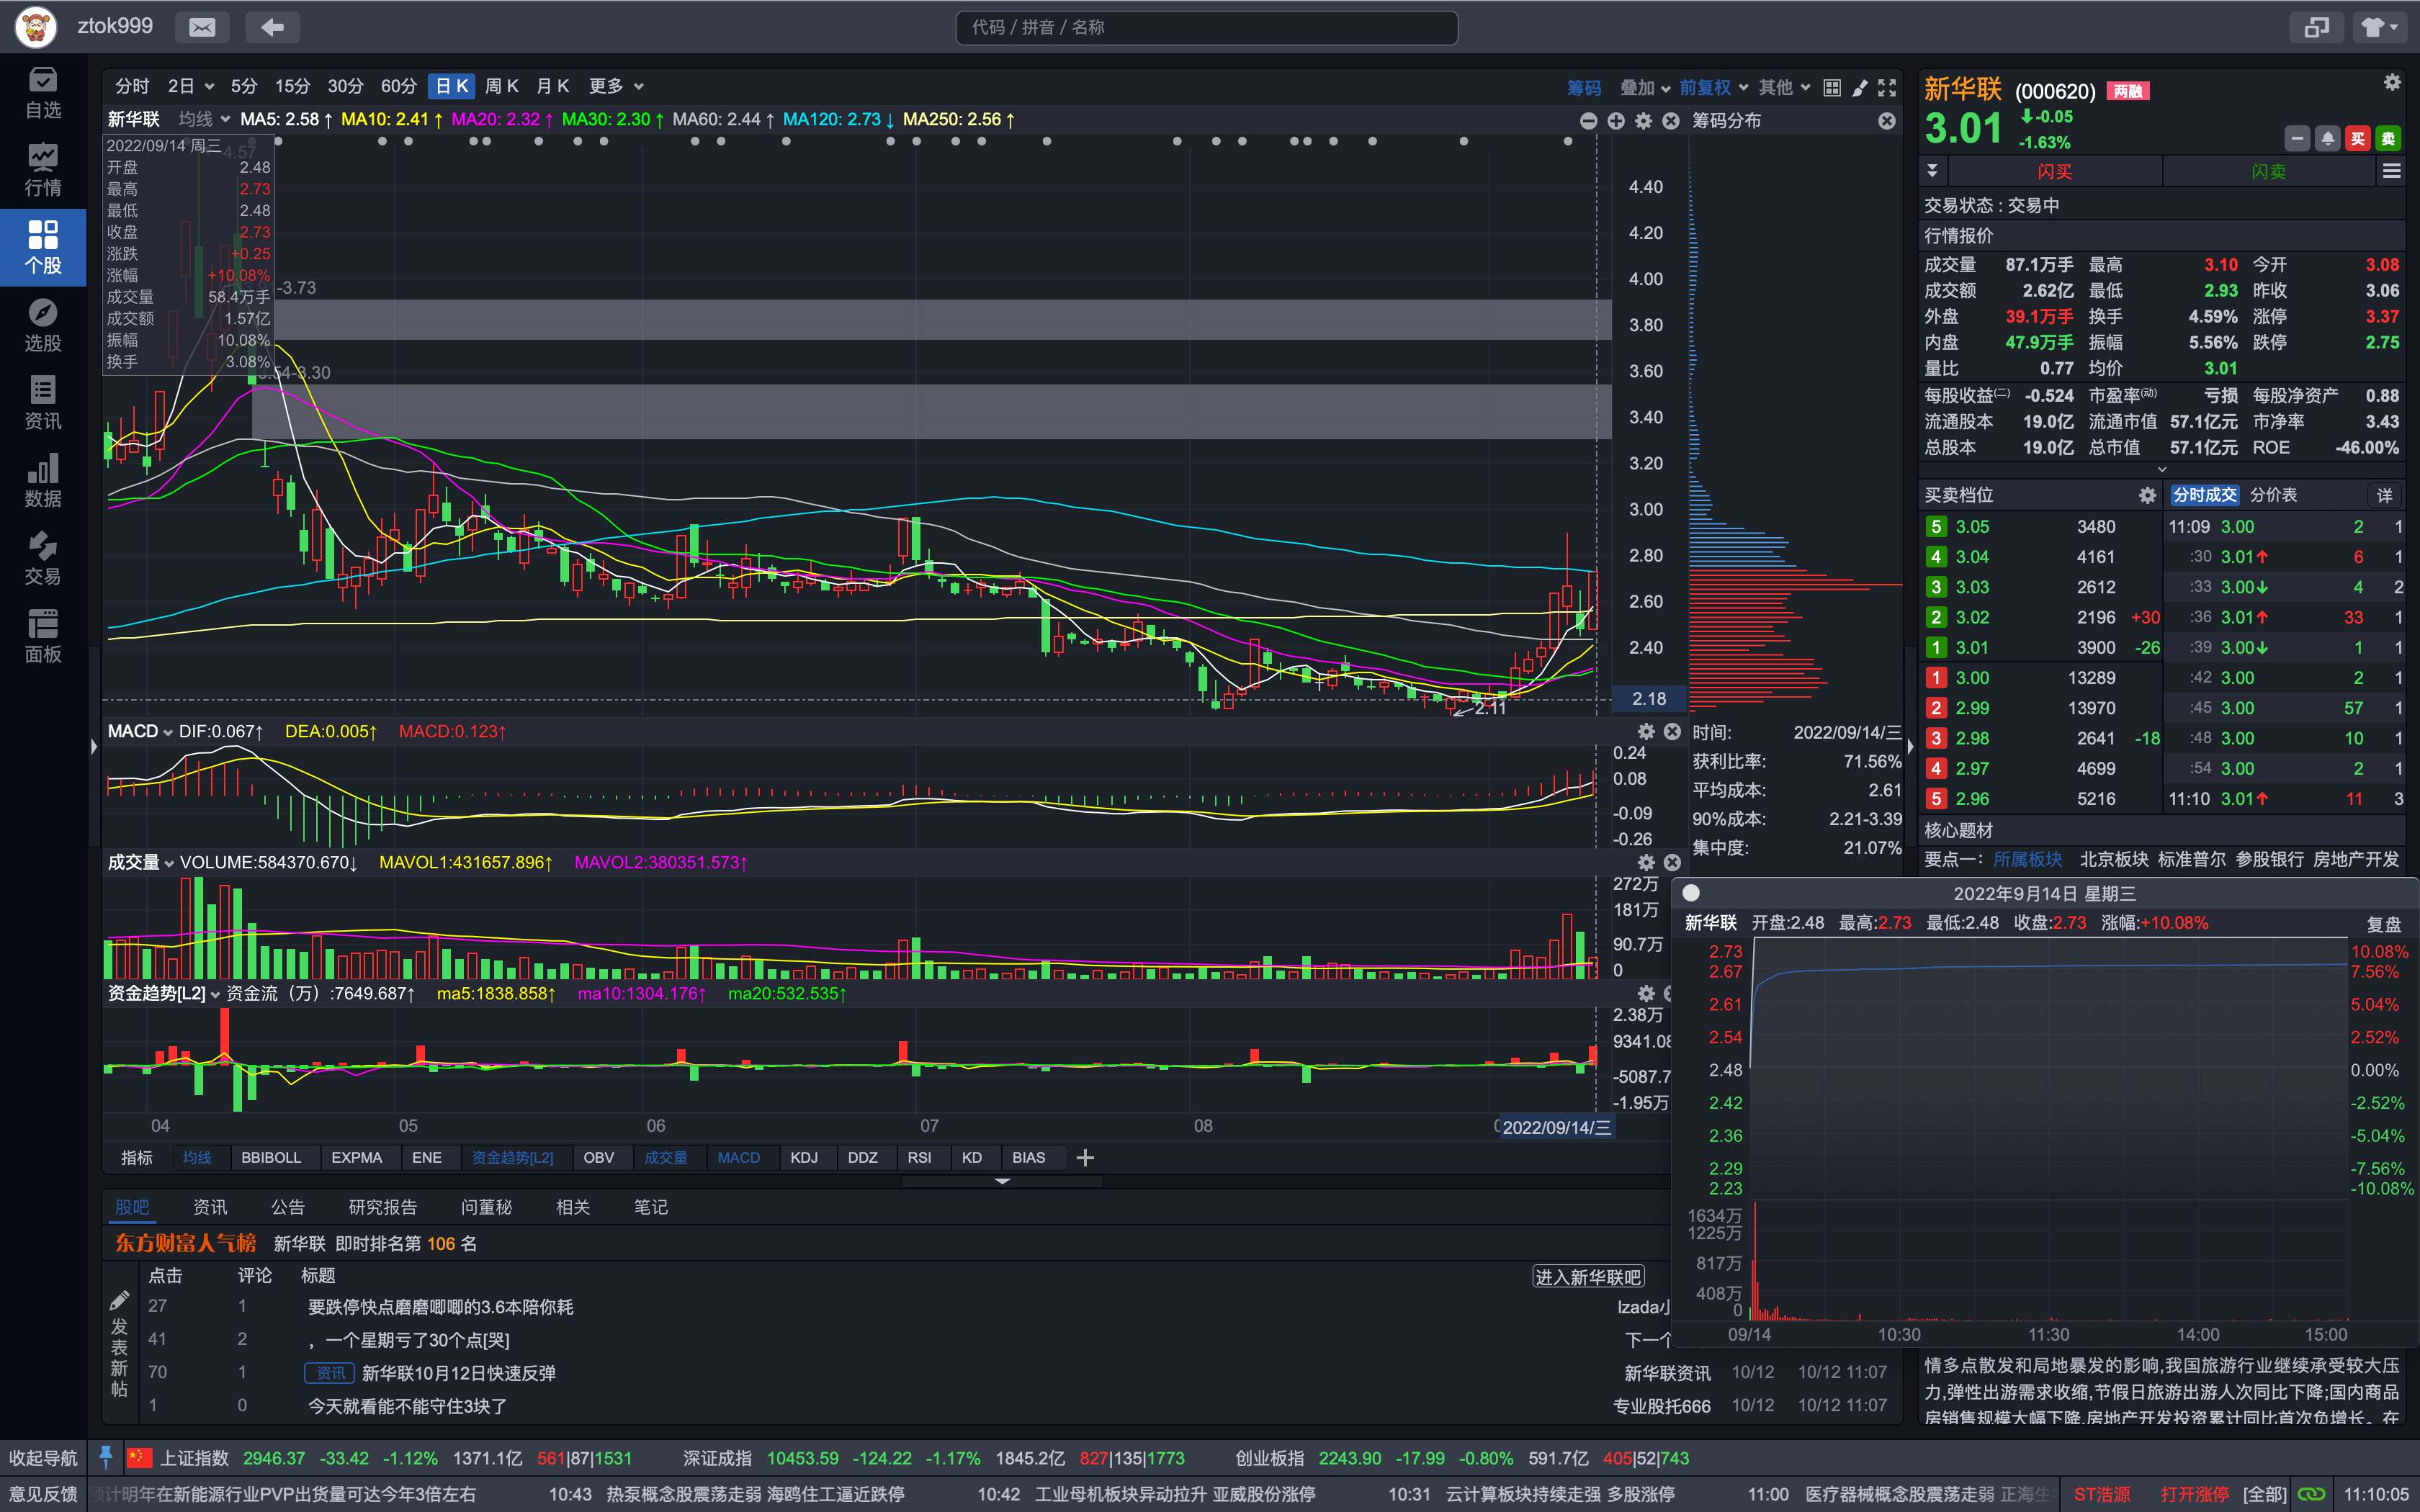 ztok999
代码 / 拼音 / 名称
自选
行情
个股
选股
资讯
数据
交易
面板
分时 2日 5分 15分 30分 60分 日K 周K 月K 更多
筹码 叠加 前复权 其他
新华联 均线 MA5: 2.58↑ MA10: 2.41↑ MA20: 2.32↑ MA30: 2.30↑ MA60: 2.44↑ MA120: 2.73↓ MA250: 2.56↑
筹码分布
2022/09/14 周三
开盘 2.48
最高 2.73
最低 2.48
收盘 2.73
涨跌 +0.25
涨幅 +10.08%
成交量 58.4万手
成交额 1.57亿
振幅 10.08%
换手 3.08%
4.57
-3.73
-3.30
2.11
4.40
4.20
4.00
3.80
3.60
3.40
3.20
3.00
2.80
2.60
2.40
2.18
MACD DIF:0.067↑ DEA:0.005↑ MACD:0.123↑
0.24
0.08
-0.09
-0.26
时间: 2022/09/14/三
获利比率: 71.56%
平均成本: 2.61
90%成本: 2.21-3.39
集中度: 21.07%
成交量 VOLUME:584370.670↓ MAVOL1:431657.896↑ MAVOL2:380351.573↑
272万
181万
90.7万
0
资金趋势[L2] 资金流（万）:7649.687↑ ma5:1838.858↑ ma10:1304.176↑ ma20:532.535↑
2.38万
9341.08
-5087.7
-1.95万
04 05 06 07 08 2022/09/14/三
指标 均线 BBIBOLL EXPMA ENE 资金趋势[L2] OBV 成交量 MACD KDJ DDZ RSI KD BIAS
股吧 资讯 公告 研究报告 问董秘 相关 笔记
东方财富人气榜 新华联 即时排名第 106 名
点击 评论 标题 进入新华联吧
发表新帖
27 1 要跌停快点磨磨唧唧的3.6本陪你耗 lzada小
41 2 ，一个星期亏了30个点[哭] 下一个
70 1 资讯 新华联10月12日快速反弹 新华联资讯 10/12 10/12 11:07
1 0 今天就看能不能守住3块了 专业股托666 10/12 10/12 11:07
新华联 (000620) 两融
3.01 -0.05
-1.63%
买 卖
闪买 闪卖
交易状态 : 交易中
行情报价
成交量 87.1万手 最高 3.10 今开 3.08
成交额 2.62亿 最低 2.93 昨收 3.06
外盘 39.1万手 换手 4.59% 涨停 3.37
内盘 47.9万手 振幅 5.56% 跌停 2.75
量比 0.77 均价 3.01
每股收益(二) -0.524 市盈率(动) 亏损 每股净资产 0.88
流通股本 19.0亿 流通市值 57.1亿元 市净率 3.43
总股本 19.0亿 总市值 57.1亿元 ROE -46.00%
买卖档位 分时成交 分价表 详
5 3.05 3480 11:09 3.00 2 1
4 3.04 4161 :30 3.01↑ 6 1
3 3.03 2612 :33 3.00↓ 4 2
2 3.02 2196 +30 :36 3.01↑ 33 1
1 3.01 3900 -26 :39 3.00↓ 1 1
1 3.00 13289 :42 3.00 2 1
2 2.99 13970 :45 3.00 57 1
3 2.98 2641 -18 :48 3.00 10 1
4 2.97 4699 :54 3.00 2 1
5 2.96 5216 11:10 3.01↑ 11 3
核心题材
要点一： 所属板块 北京板块 标准普尔 参股银行 房地产开发
2022年9月14日 星期三
新华联 开盘:2.48 最高:2.73 最低:2.48 收盘:2.73 涨幅:+10.08% 复盘
2.73 10.08%
2.67 7.56%
2.61 5.04%
2.54 2.52%
2.48 0.00%
2.42 -2.52%
2.36 -5.04%
2.29 -7.56%
2.23 -10.08%
1634万
1225万
817万
408万
0
09/14 10:30 11:30 14:00 15:00
情多点散发和局地暴发的影响,我国旅游行业继续承受较大压
力,弹性出游需求收缩,节假日旅游出游人次同比下降;国内商品
房销售规模大幅下降,房地产开发投资累计同比首次负增长。在
收起导航 上证指数 2946.37 -33.42 -1.12% 1371.1亿 561|87|1531 深证成指 10453.59 -124.22 -1.17% 1845.2亿 827|135|1773 创业板指 2243.90 -17.99 -0.80% 591.7亿 405|52|743
意见反馈 预计明年在新能源行业PVP出货量可达今年3倍左右 10:43 热泵概念股震荡走弱 海鸥住工逼近跌停 10:42 工业母机板块异动拉升 亚威股份涨停 10:31 云计算板块持续走强 多股涨停 11:00 医疗器械概念股震荡走弱 正海生 ST浩源 打开涨停 [全部] 11:10:05